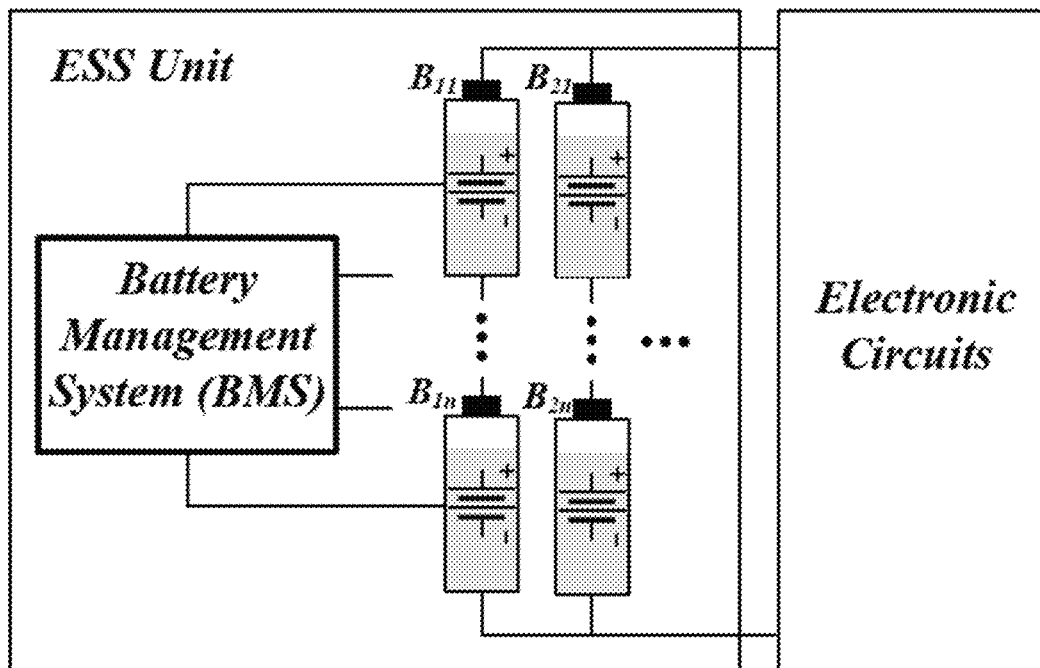 ESS Unit
B11
B21
Battery
Management
System (BMS)
B1n
B2n
Electronic
Circuits